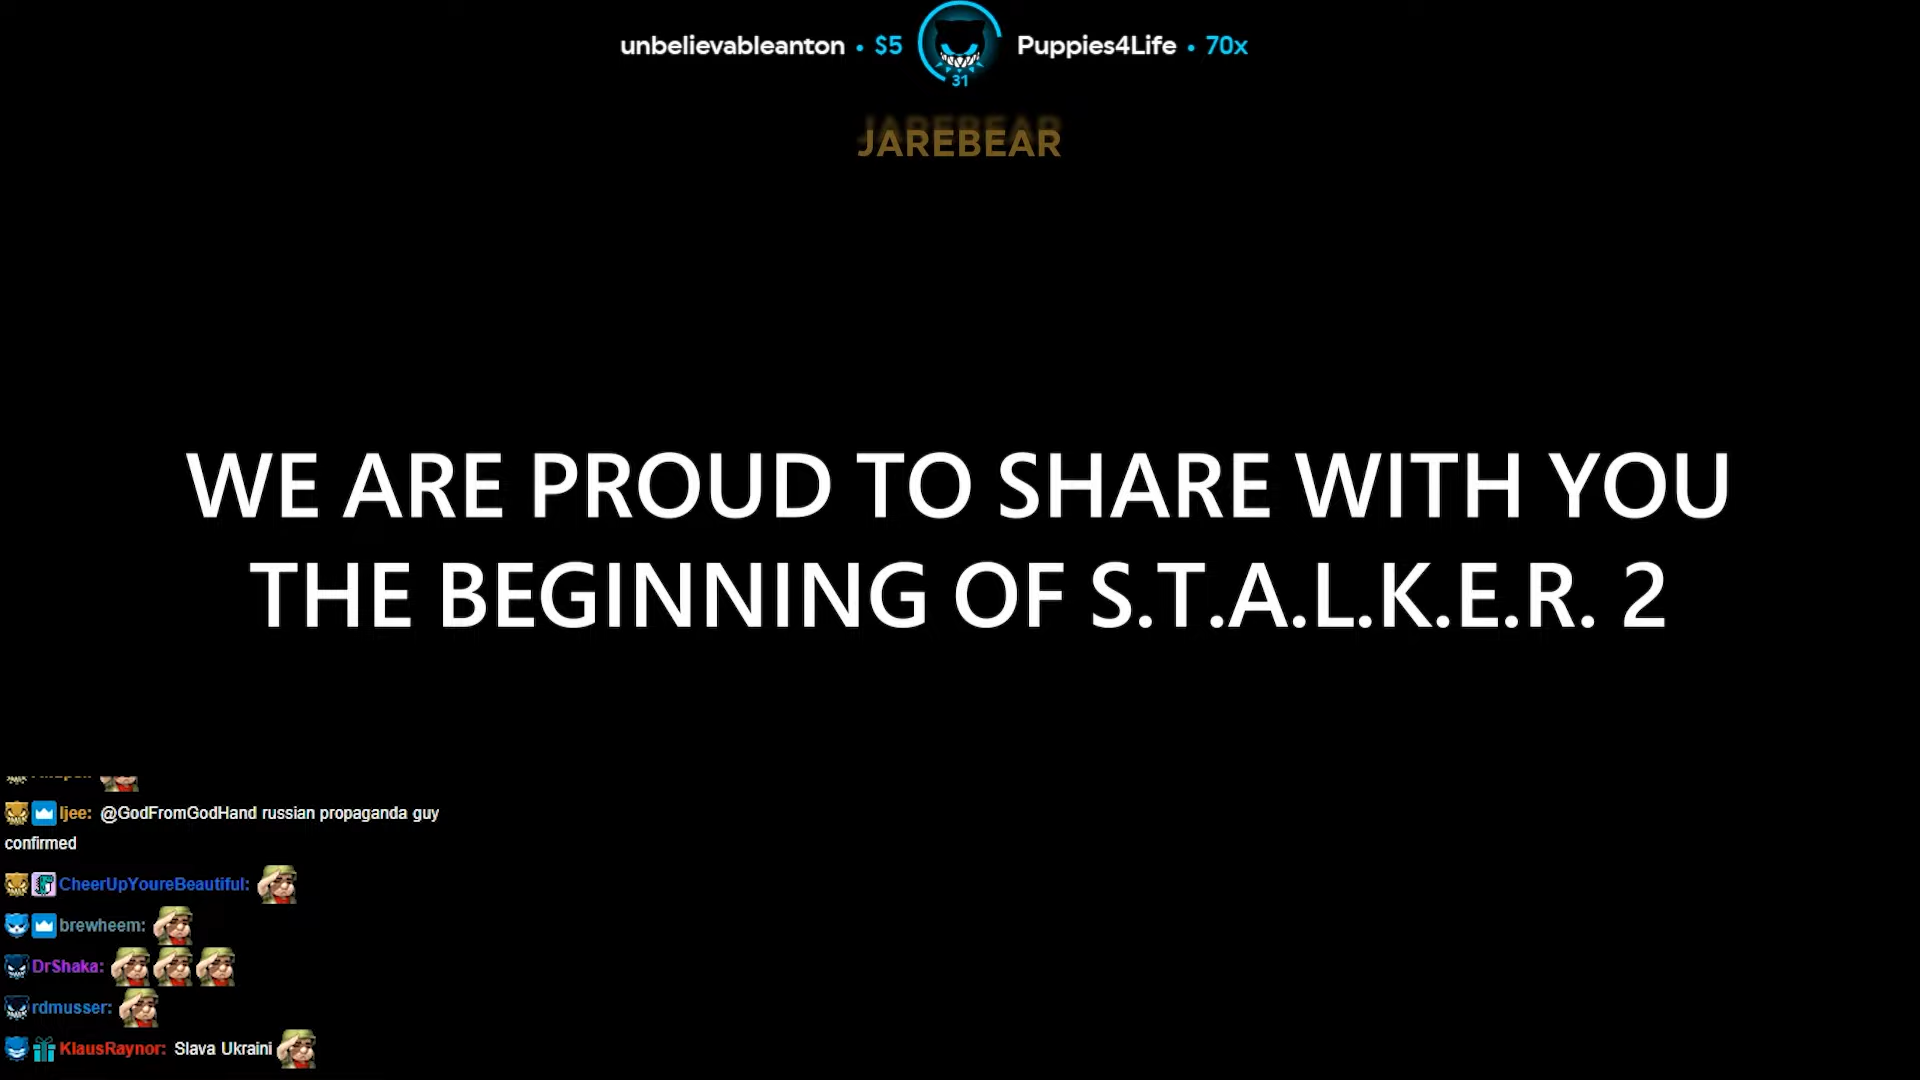 unbelievableanton • $5
31
Puppies4Life • 70x
JAREBEAR
WE ARE PROUD TO SHARE WITH YOU
THE BEGINNING OF S.T.A.L.K.E.R. 2
ljee: @GodFromGodHand russian propaganda guy
confirmed
CheerUpYoureBeautiful:
brewheem:
DrShaka:
rdmusser:
KlausRaynor: Slava Ukraini